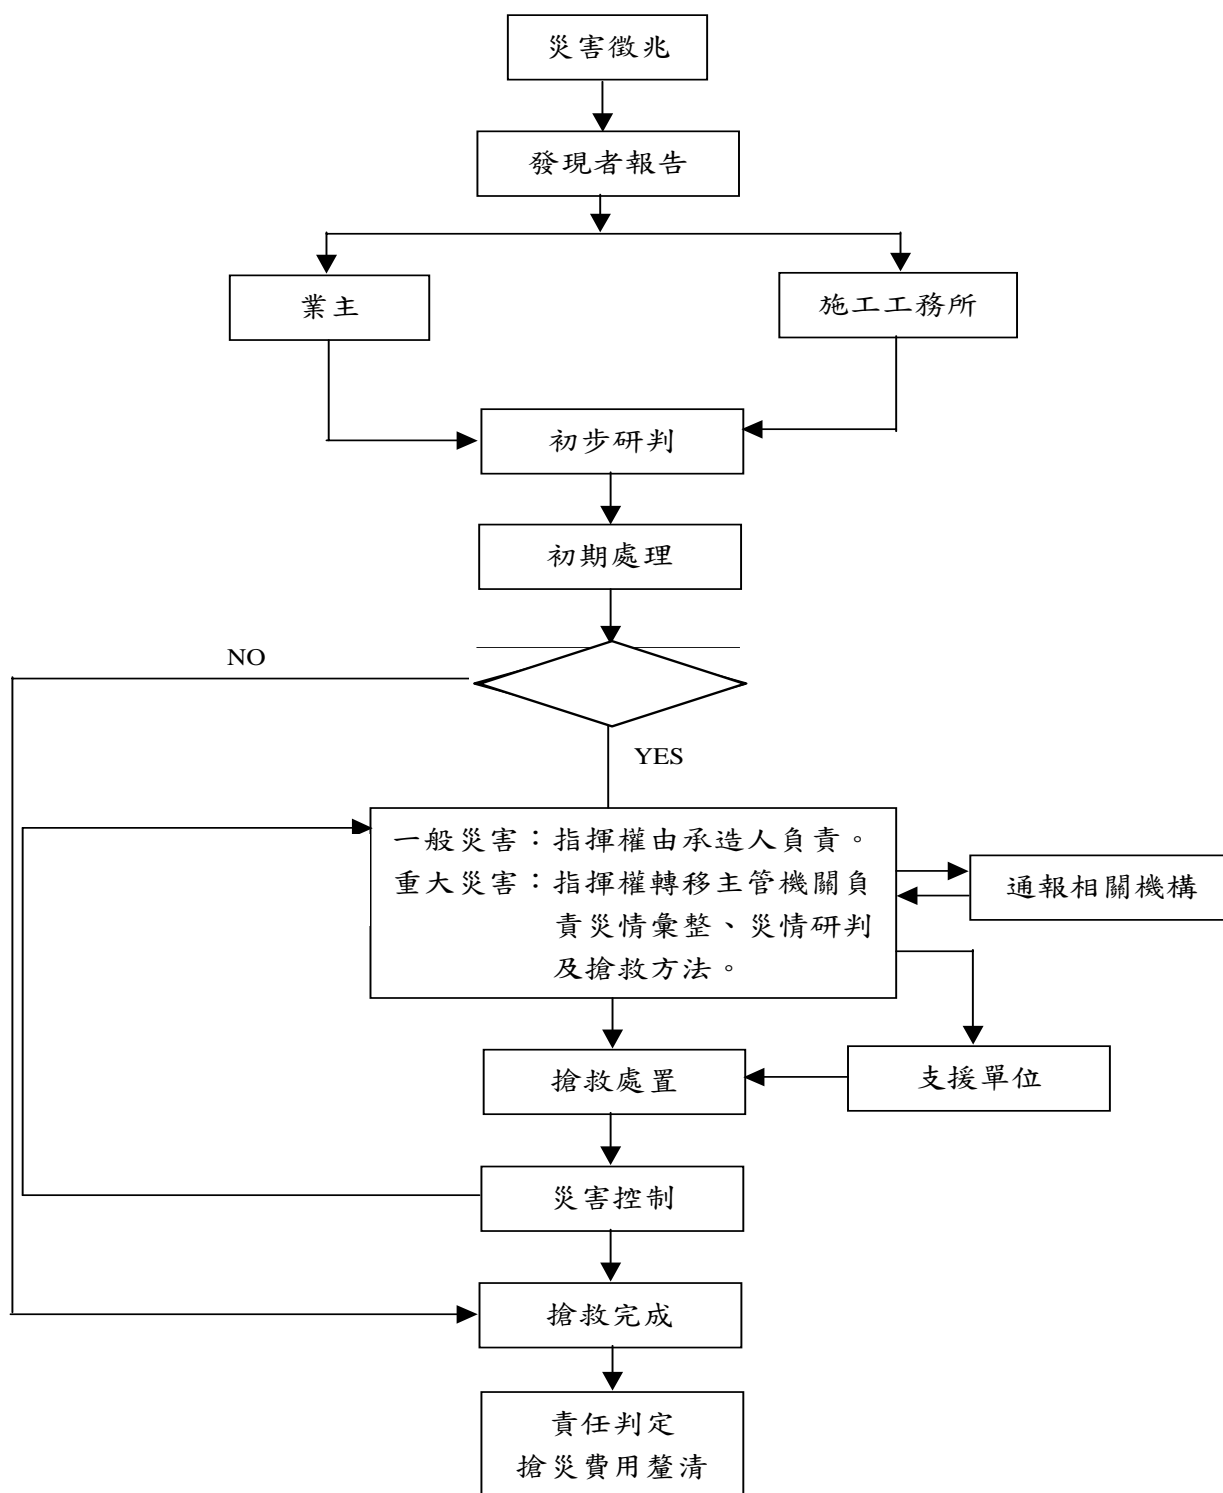 災害徵兆
發現者報告
業主
施工工務所
初步研判
初期處理
NO
YES
一般災害：指揮權由承造人負責。
重大災害：指揮權轉移主管機關負
責災情彙整、災情研判
及搶救方法。
通報相關機構
搶救處置
支援單位
災害控制
搶救完成
責任判定
搶災費用釐清